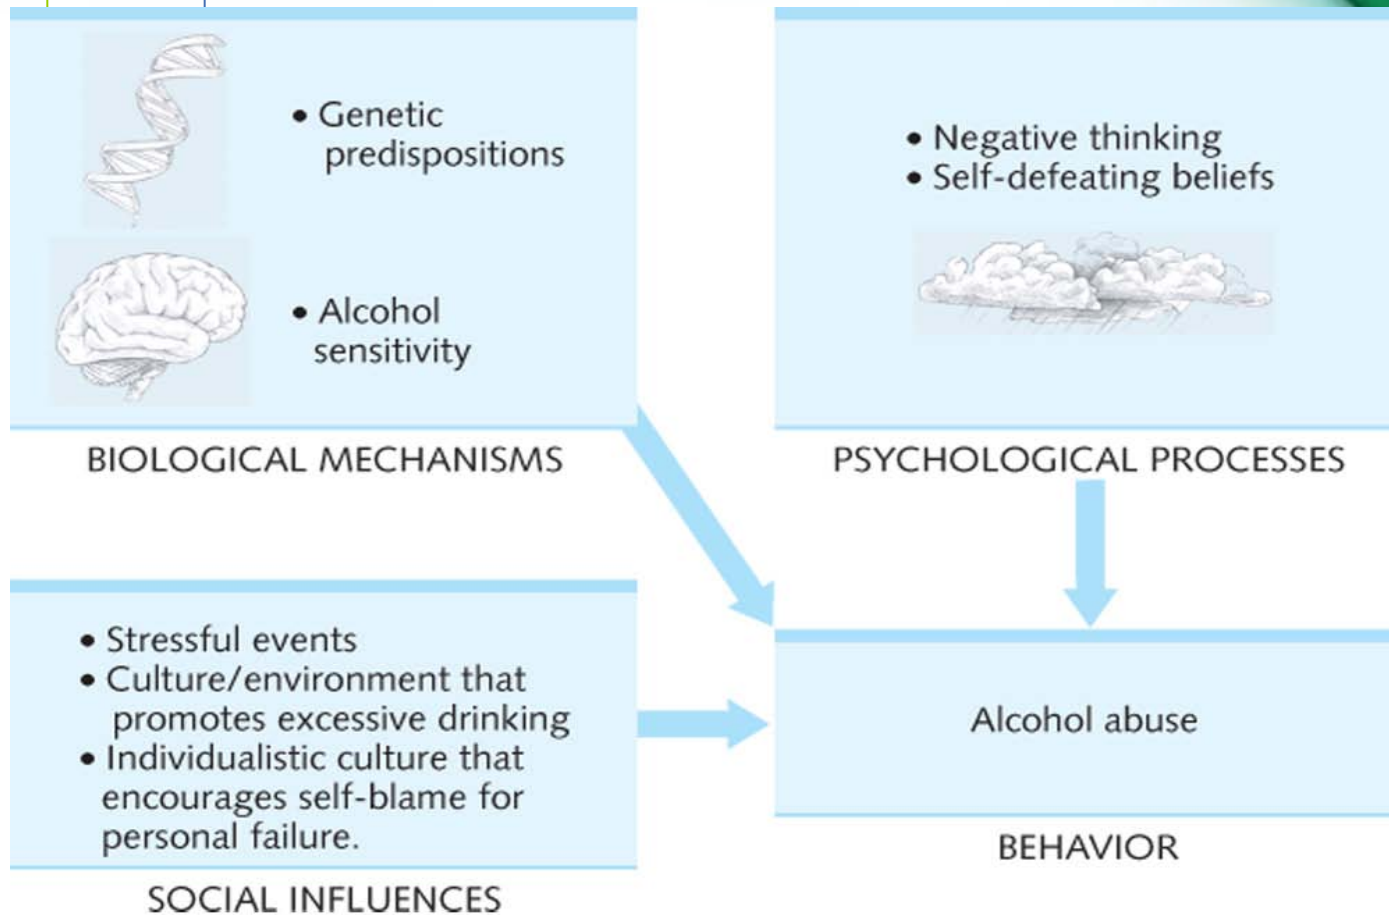 • Genetic
predispositions
• Alcohol
sensitivity
BIOLOGICAL MECHANISMS
• Negative thinking
• Self-defeating beliefs
PSYCHOLOGICAL PROCESSES
• Stressful events
• Culture/environment that
promotes excessive drinking
• Individualistic culture that
encourages self-blame for
personal failure.
SOCIAL INFLUENCES
Alcohol abuse
BEHAVIOR